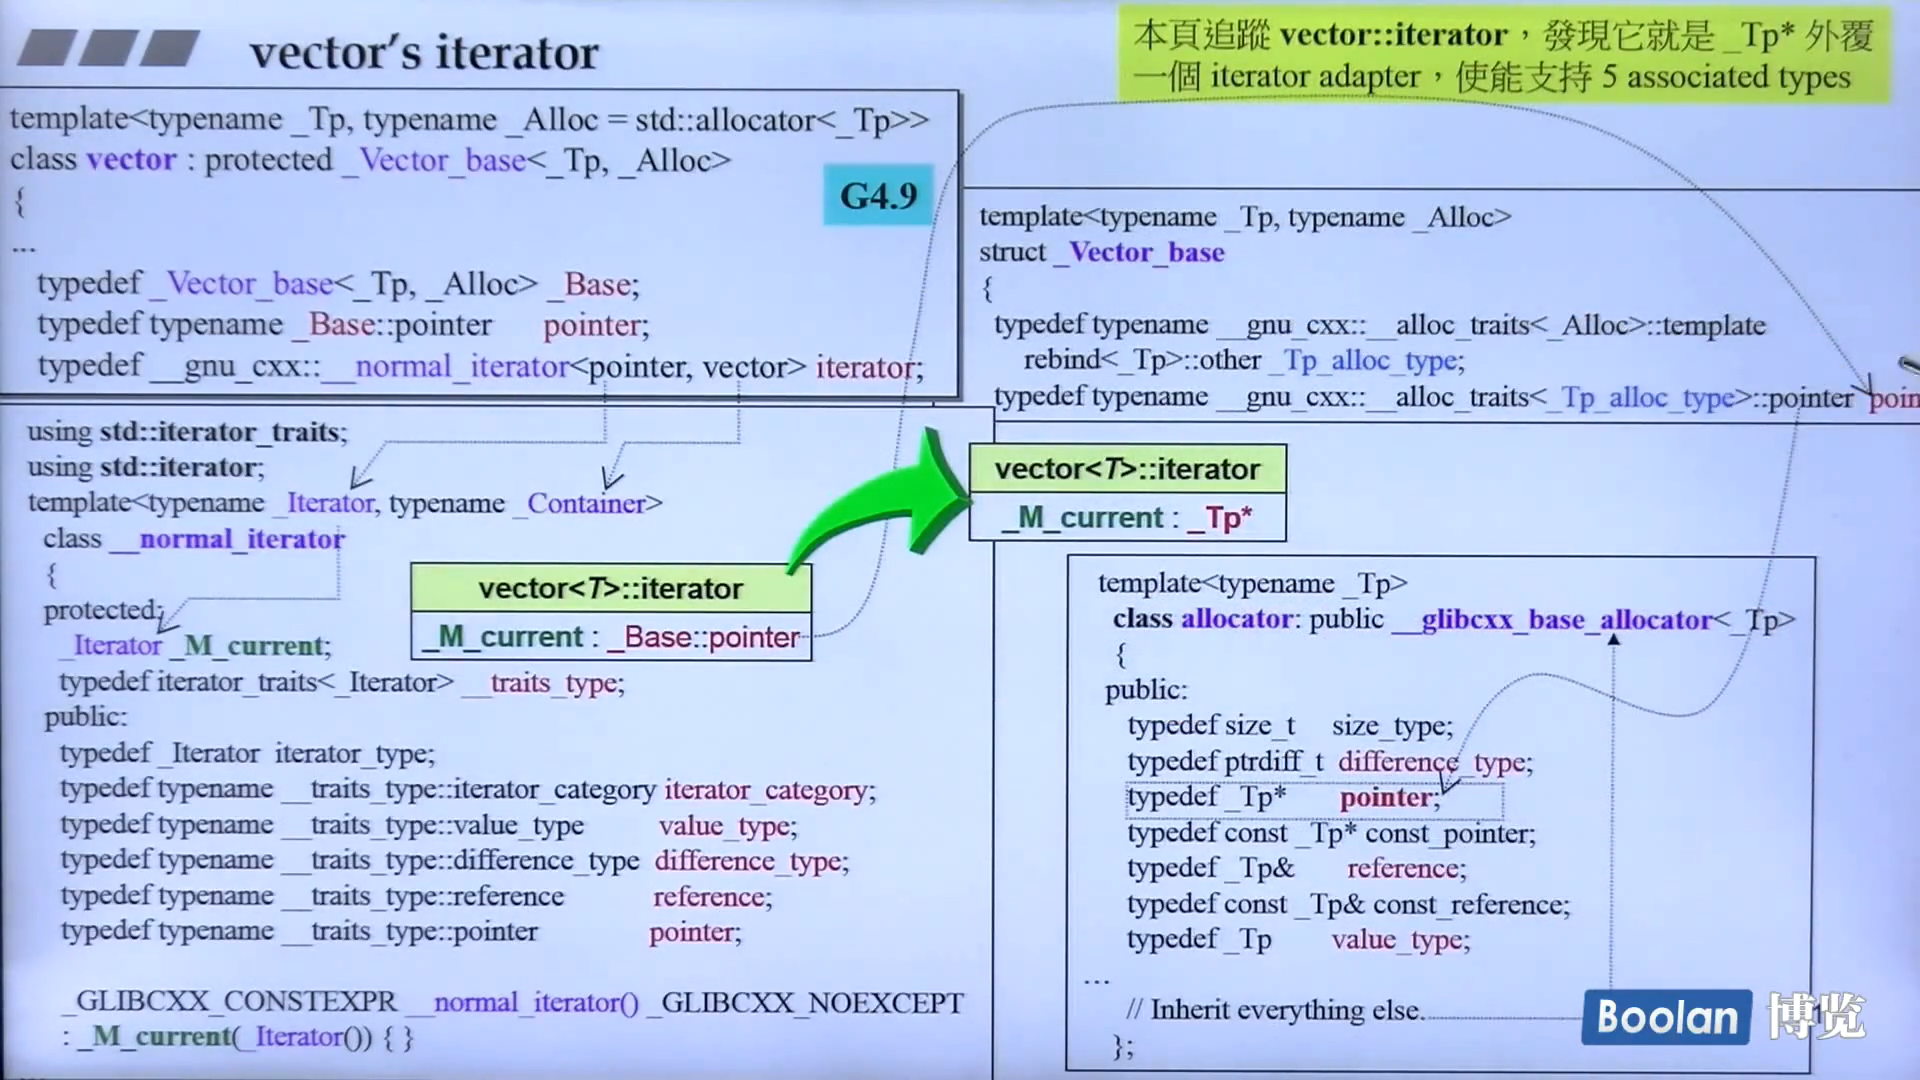 vector's iterator
本頁追蹤 vector::iterator，發現它就是 _Tp* 外覆
一個 iterator adapter，使能支持 5 associated types
template<typename _Tp, typename _Alloc = std::allocator<_Tp>>
class vector : protected _Vector_base<_Tp, _Alloc>
{
...
typedef _Vector_base<_Tp, _Alloc> _Base;
typedef typename _Base::pointer pointer;
typedef __gnu_cxx::__normal_iterator<pointer, vector> iterator;
G4.9
template<typename _Tp, typename _Alloc>
struct _Vector_base
{
typedef typename __gnu_cxx::__alloc_traits<_Alloc>::template
rebind<_Tp>::other _Tp_alloc_type;
typedef typename __gnu_cxx::__alloc_traits<_Tp_alloc_type>::pointer poin
using std::iterator_traits;
using std::iterator;
template<typename _Iterator, typename _Container>
class __normal_iterator
{
protected:
_Iterator _M_current;
typedef iterator_traits<_Iterator> __traits_type;
public:
typedef _Iterator iterator_type;
typedef typename __traits_type::iterator_category iterator_category;
typedef typename __traits_type::value_type value_type;
typedef typename __traits_type::difference_type difference_type;
typedef typename __traits_type::reference reference;
typedef typename __traits_type::pointer pointer;
_GLIBCXX_CONSTEXPR __normal_iterator() _GLIBCXX_NOEXCEPT
: _M_current(_Iterator()) { }
vector<T>::iterator
_M_current : _Base::pointer
vector<T>::iterator
_M_current : _Tp*
template<typename _Tp>
class allocator: public __glibcxx_base_allocator<_Tp>
{
public:
typedef size_t size_type;
typedef ptrdiff_t difference_type;
typedef _Tp* pointer;
typedef const _Tp* const_pointer;
typedef _Tp& reference;
typedef const _Tp& const_reference;
typedef _Tp value_type;
...
// Inherit everything else.
};
Boolan 博览